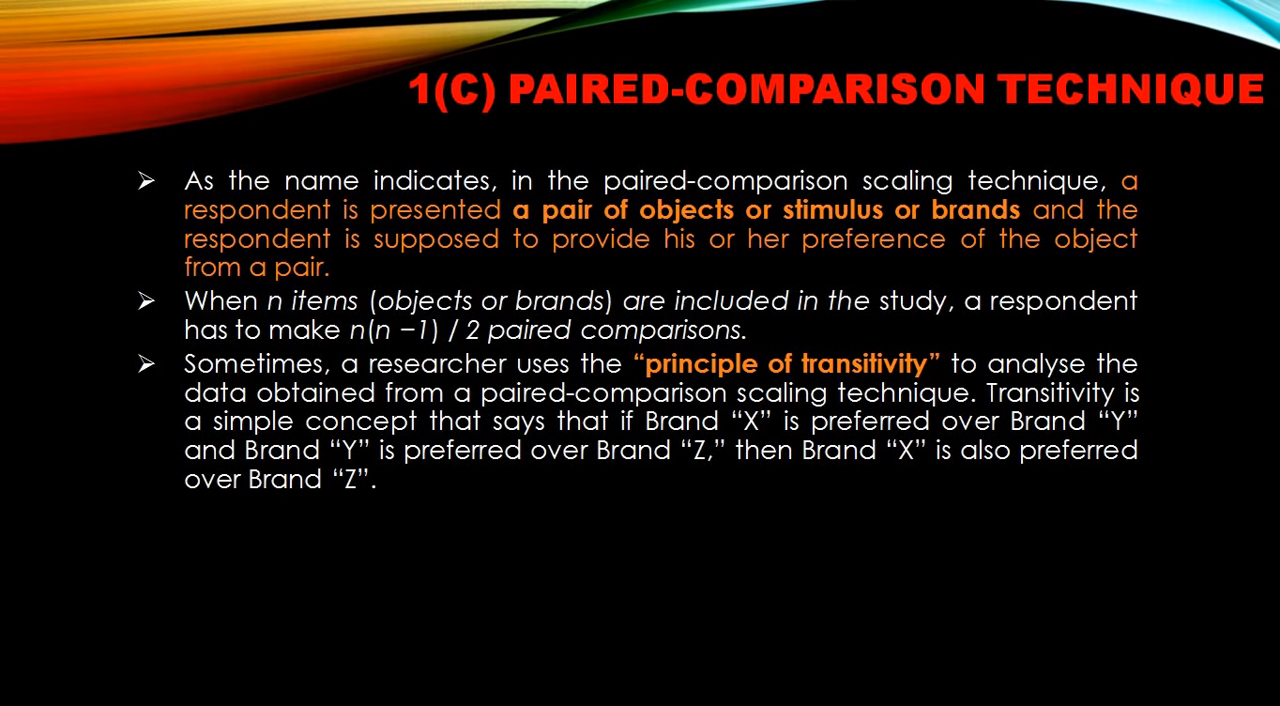 1(C) PAIRED-COMPARISON TECHNIQUE
➢ As the name indicates, in the paired-comparison scaling technique, a
respondent is presented a pair of objects or stimulus or brands and the
respondent is supposed to provide his or her preference of the object
from a pair.
➢ When n items (objects or brands) are included in the study, a respondent
has to make n(n −1) / 2 paired comparisons.
➢ Sometimes, a researcher uses the “principle of transitivity” to analyse the
data obtained from a paired-comparison scaling technique. Transitivity is
a simple concept that says that if Brand “X” is preferred over Brand “Y”
and Brand “Y” is preferred over Brand “Z,” then Brand “X” is also preferred
over Brand “Z”.